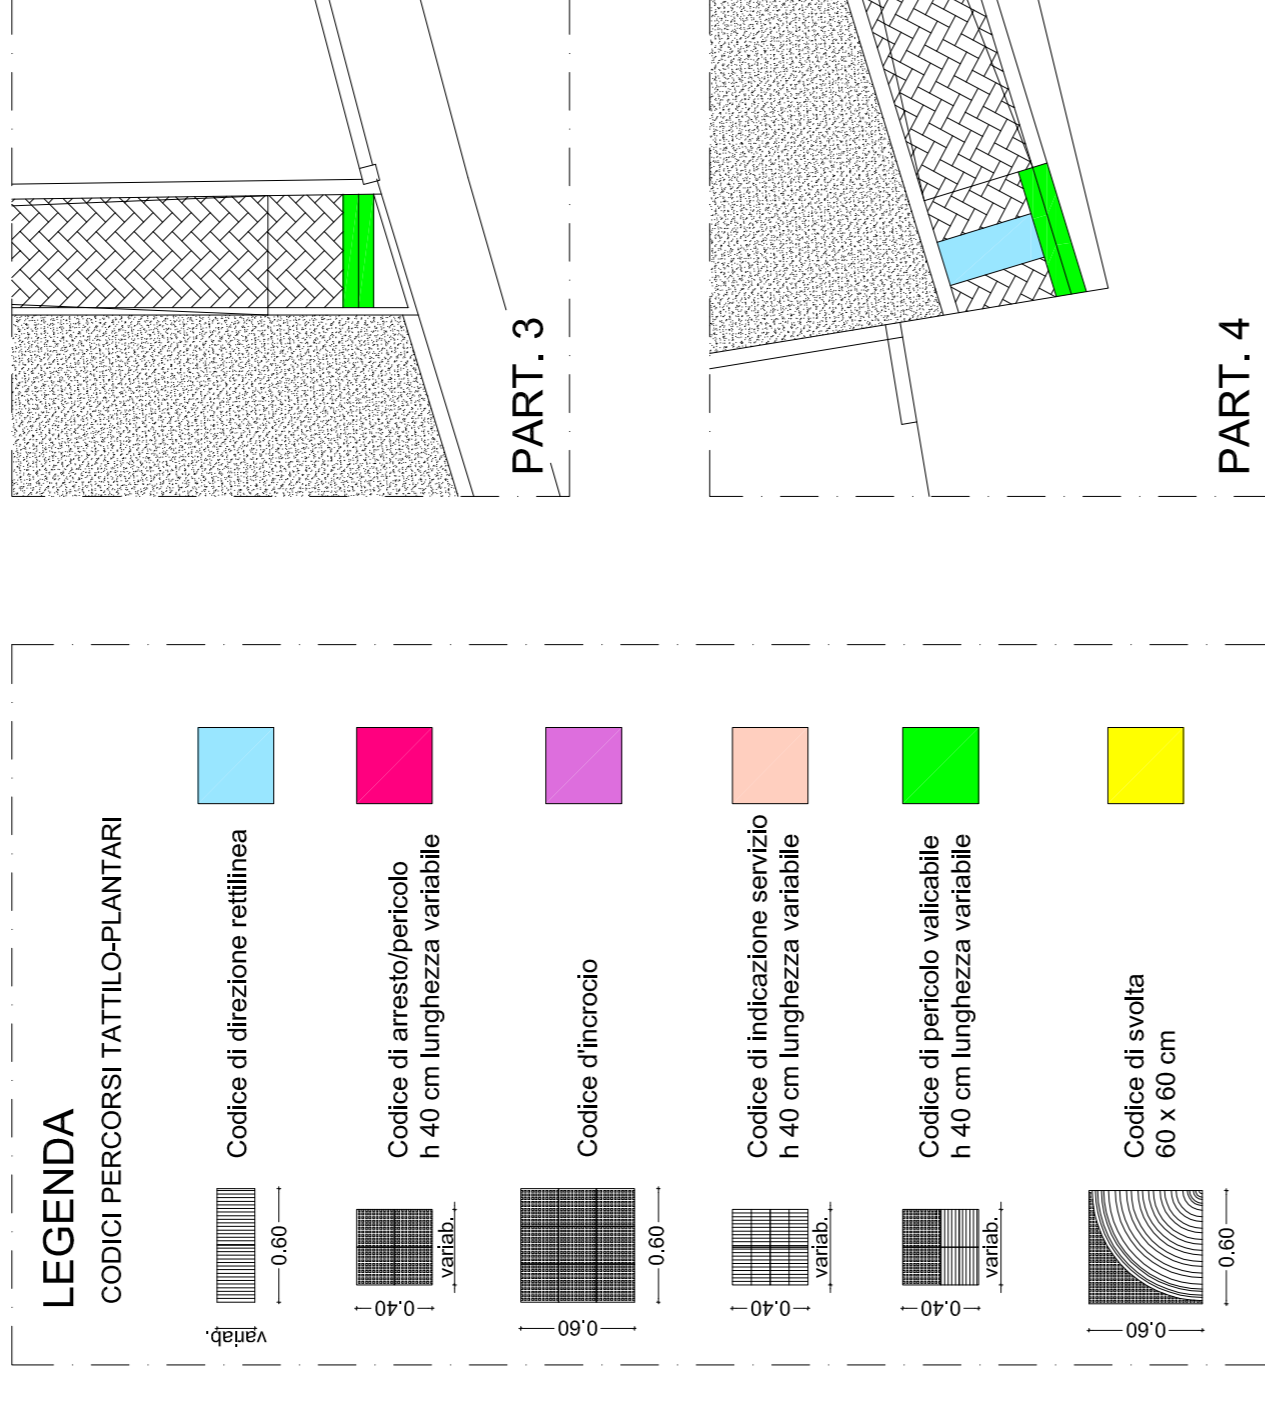 PART. 3
PART. 4
LEGENDA
CODICI PERCORSI TATTILO-PLANTARI
variab.
0.60
Codice di direzione rettilinea
0.40
variab.
Codice di arresto/pericolo
h 40 cm lunghezza variabile
0.60
0.60
Codice d'incrocio
0.40
variab.
Codice di indicazione servizio
h 40 cm lunghezza variabile
0.40
variab.
Codice di pericolo valicabile
h 40 cm lunghezza variabile
0.60
0.60
Codice di svolta
60 x 60 cm